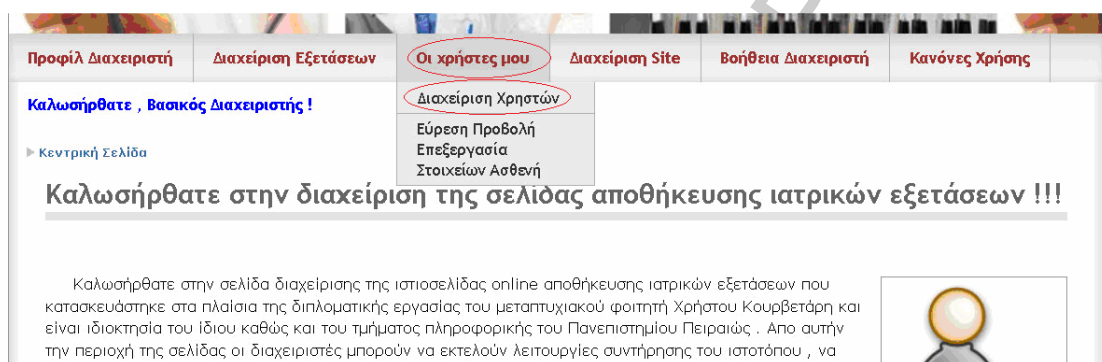 Προφίλ Διαχειριστή Διαχείριση Εξετάσεων Οι χρήστες μου Διαχείριση Site Βοήθεια Διαχειριστή Κανόνες Χρήσης
Καλωσήρθατε , Βασικός Διαχειριστής !
Διαχείριση Χρηστών
Εύρεση Προβολή
Επεξεργασία
Στοιχείων Ασθενή
Κεντρική Σελίδα
Καλωσήρθατε στην διαχείριση της σελίδας αποθήκευσης ιατρικών εξετάσεων !!!
Καλωσήρθατε στην σελίδα διαχείρισης της ιστιοσελίδας online αποθήκευσης ιατρικών εξετάσεων που
κατασκευάστηκε στα πλαίσια της διπλοματικής εργασίας του μεταπτυχιακού φοιτητή Χρήστου Κουρβετάρη και
είναι ιδιοκτησία του ίδιου καθώς και του τμήματος πληροφορικής του Πανεπιστημίου Πειραιώς . Απο αυτήν
την περιοχή της σελίδας οι διαχειριστές μπορούν να εκτελούν λειτουργίες συντήρησης του ιστοτόπου , να